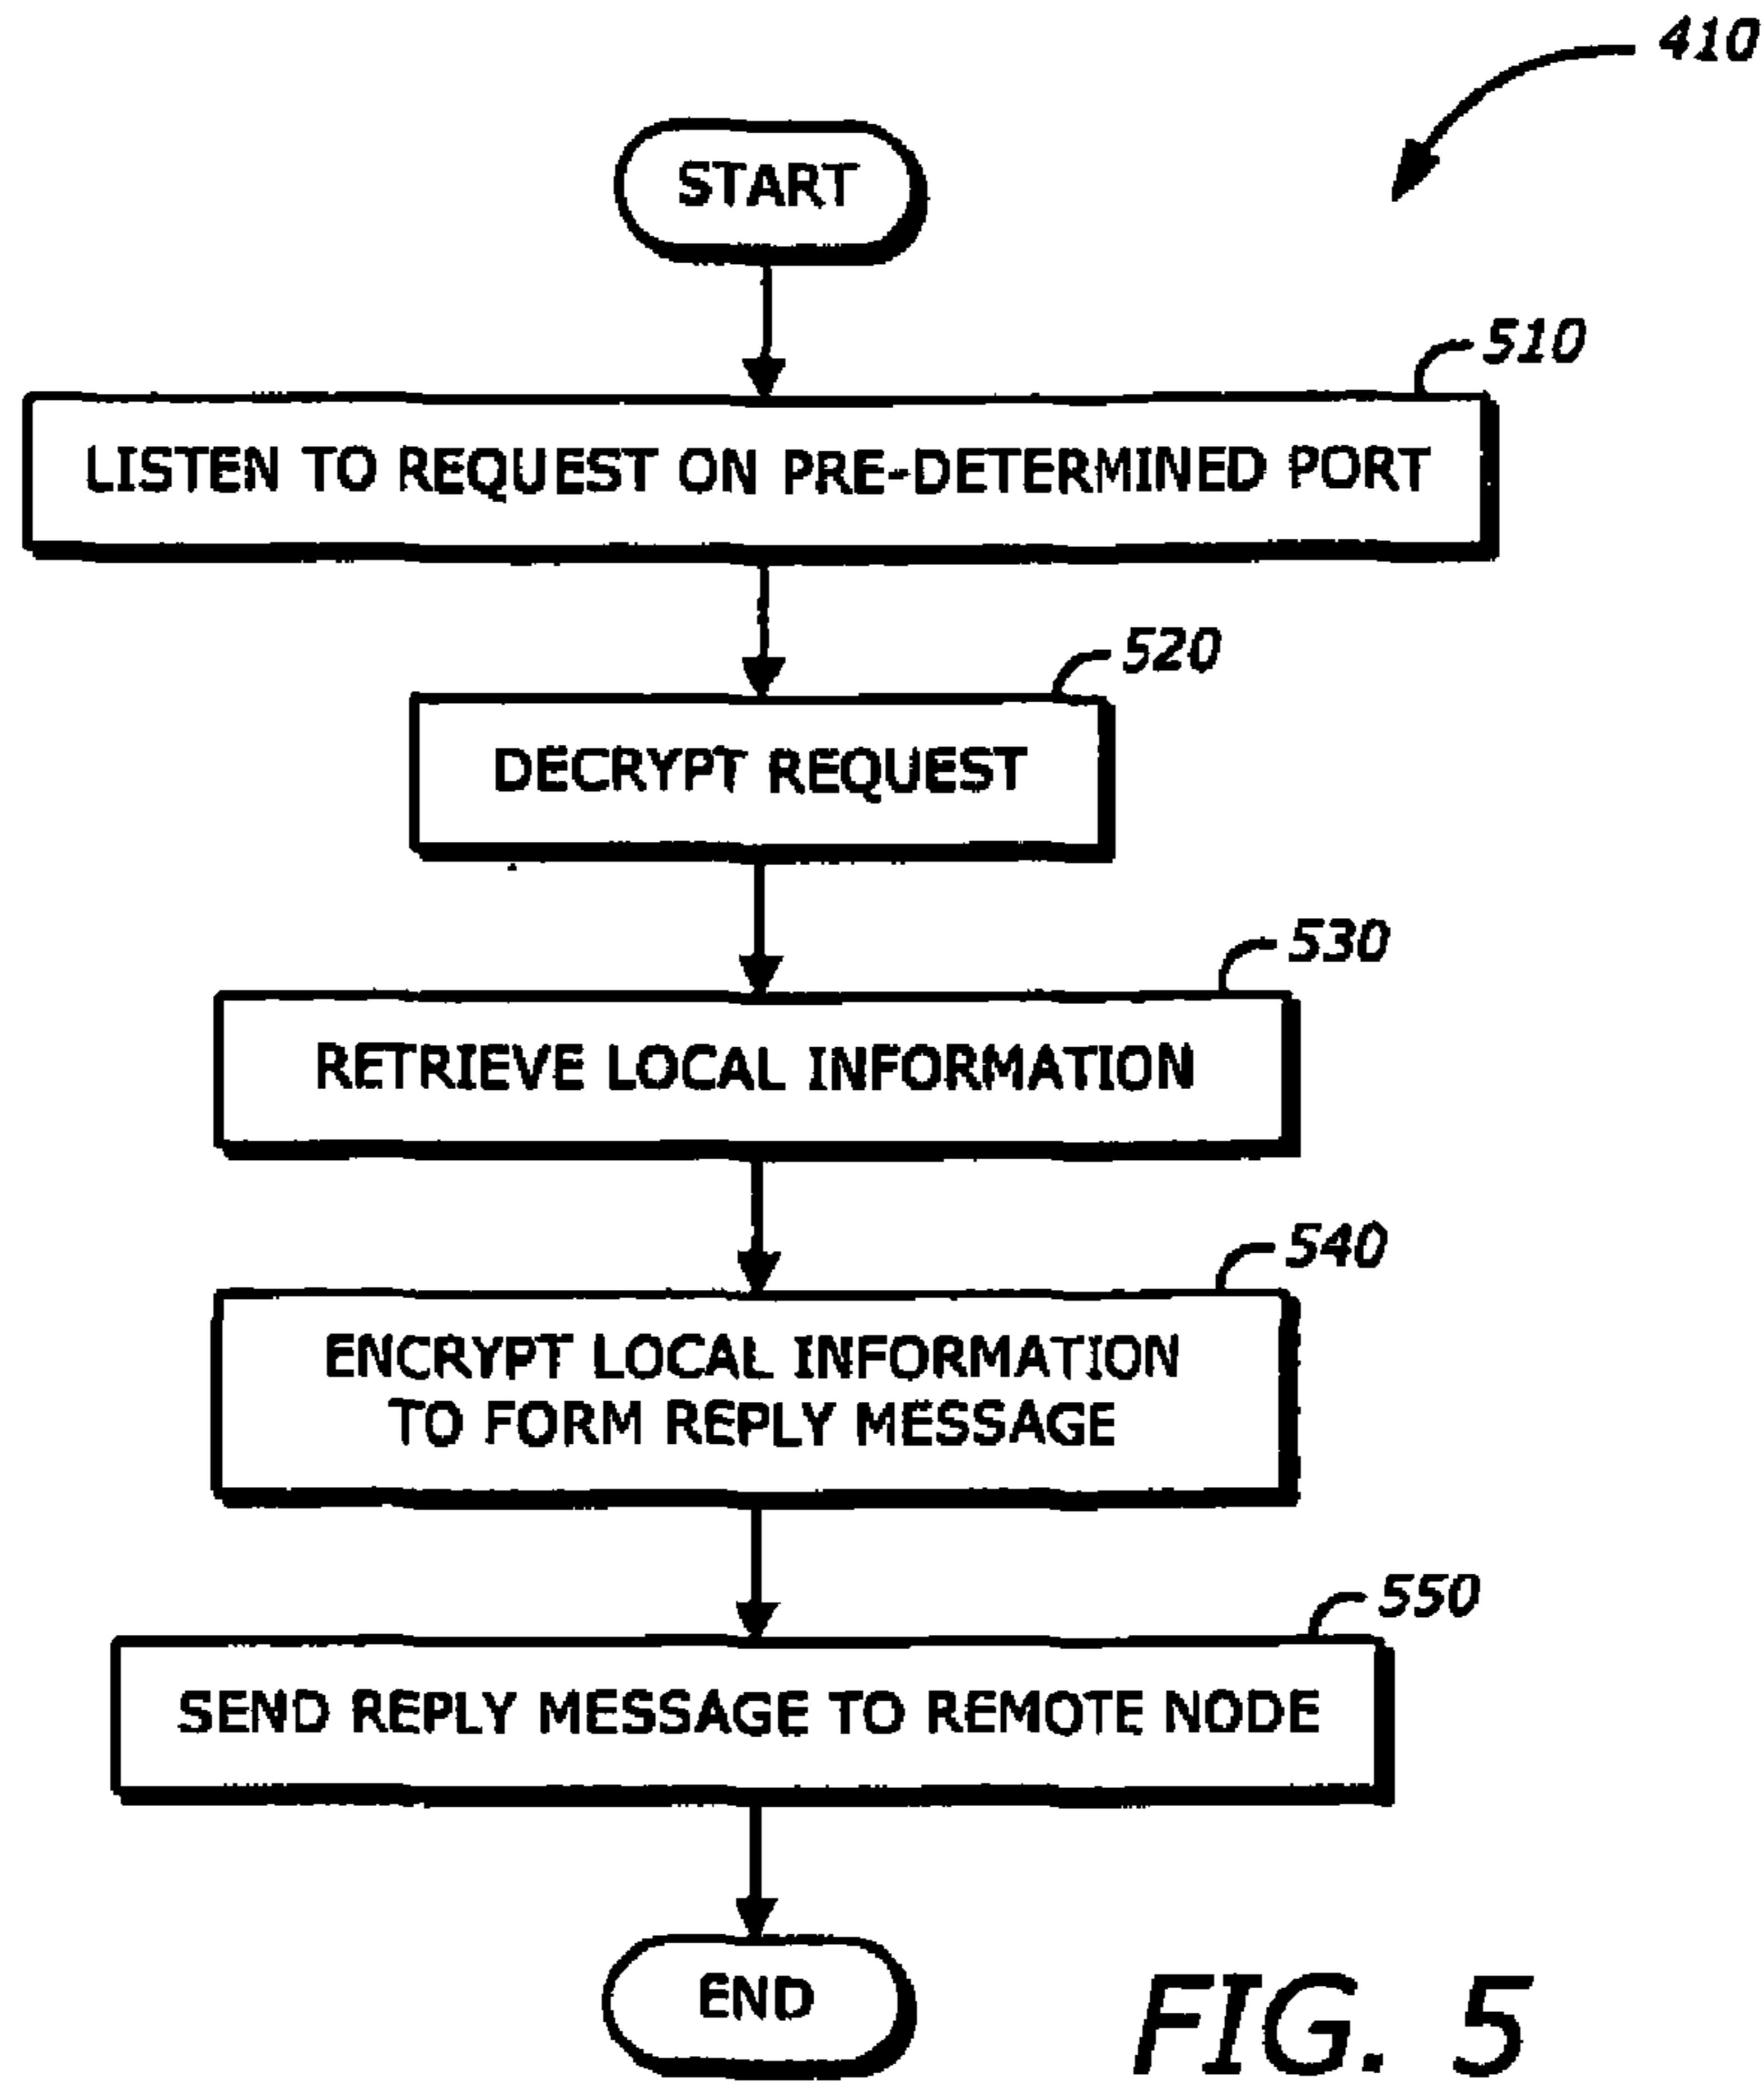 410
START
510
LISTEN TO REQUEST ON PRE-DETERMINED PORT
520
DECRYPT REQUEST
530
RETRIEVE LOCAL INFORMATION
540
ENCRYPT LOCAL INFORMATION
TO FORM REPLY MESSAGE
550
SEND REPLY MESSAGE TO REMOTE NODE
END
FIG. 5